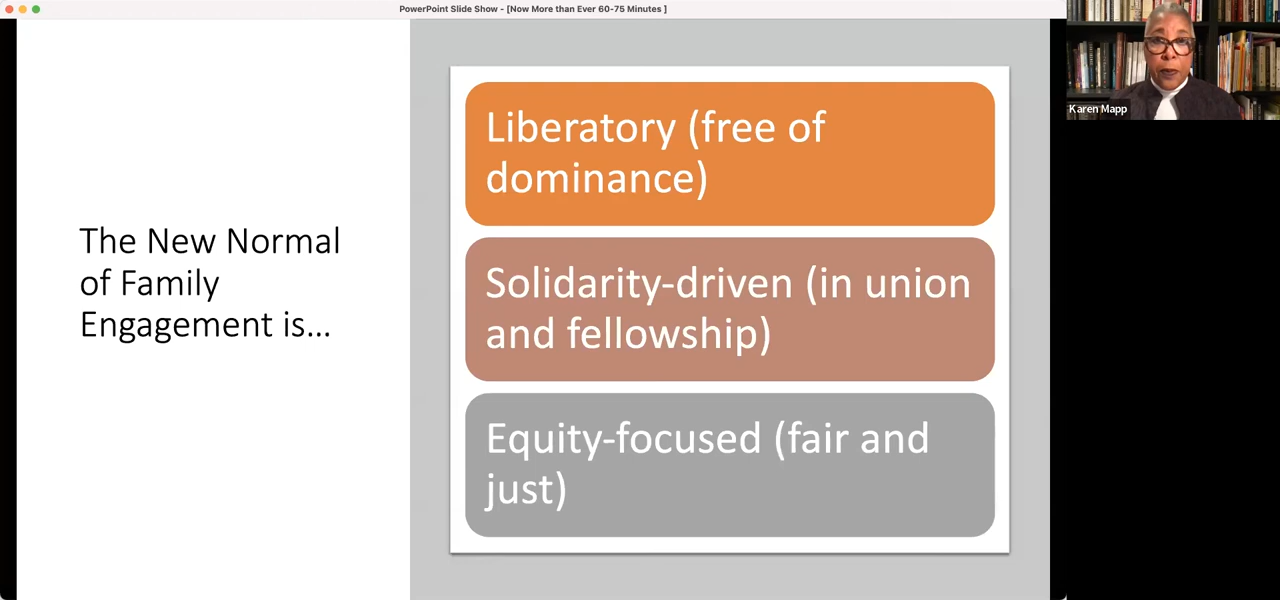 PowerPoint Slide Show - [Now More than Ever 60-75 Minutes ]
The New Normal
of Family
Engagement is...
Liberatory (free of
dominance)
Solidarity-driven (in union
and fellowship)
Equity-focused (fair and
just)
Karen Mapp